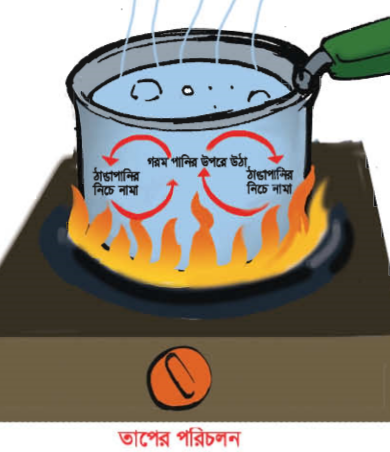 গরম পানির উপরে উঠা
ঠান্ডাপানির
নিচে নামা
ঠান্ডাপানির
নিচে নামা
তাপের পরিচলন